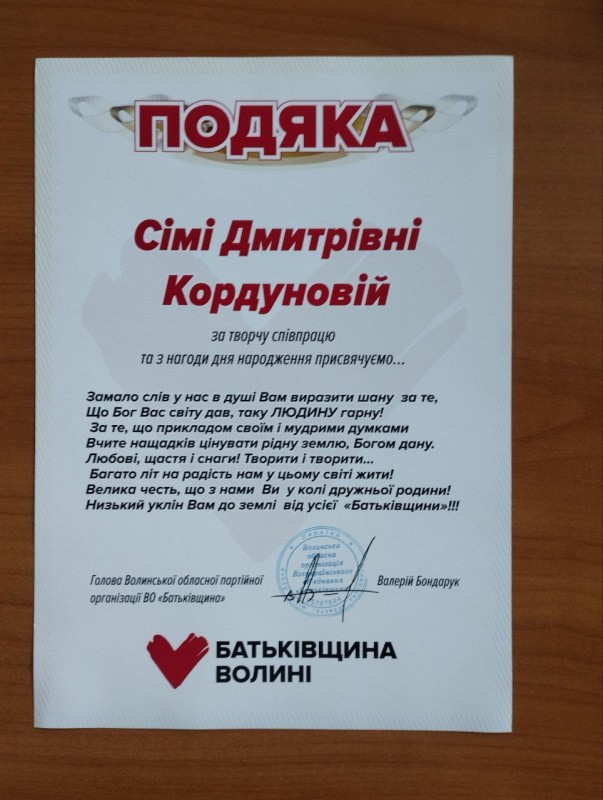 ПОДЯКА
Сімі Дмитрівні
Кордуновій
за творчу співпрацю
та з нагоди дня народження присвячуємо...
Замало слів у нас в душі Вам виразити шану за те,
Що Бог Вас світу дав, таку ЛЮДИНУ гарну!
За те, що прикладом своїм і мудрими думками
Вчите нащадків цінувати рідну землю, Богом дану.
Любові, щастя і снаги! Творити і творити...
Багато літ на радість нам у цьому світі жити!
Велика честь, що з нами Ви у колі дружньої родини!
Низький уклін Вам до землі від усієї «Батьківщини»!!!
Волинська
обласна
організація
Всеукраїнського
Голова Волинської обласної партійної
організації ВО «Батьківщина»
Валерій Бондарук
БАТЬКІВЩИНА
ВОЛИНІ